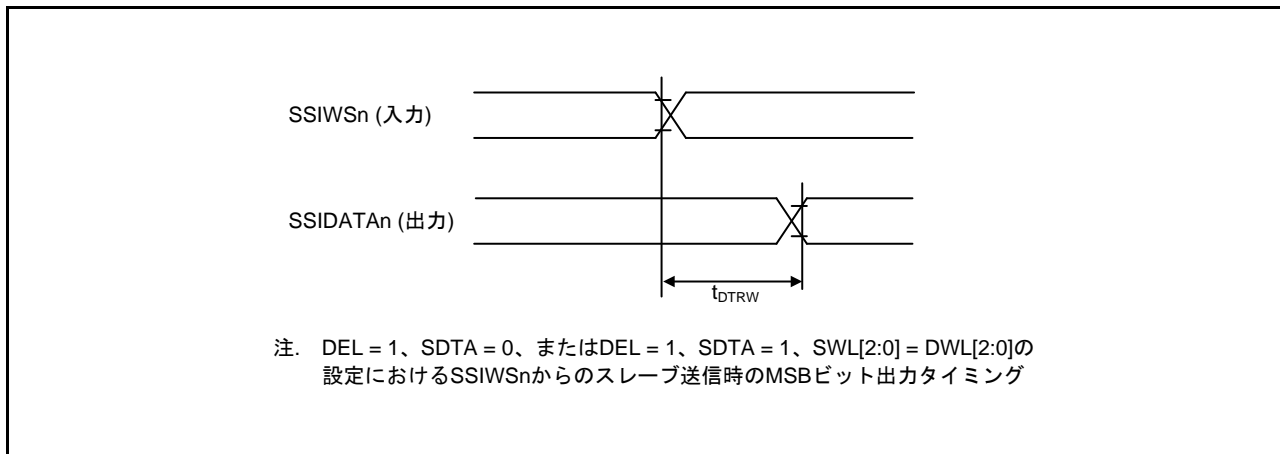 SSIWSn (入力)
SSIDATAn (出力)
tDTRW
注. DEL = 1、SDTA = 0、またはDEL = 1、SDTA = 1、SWL[2:0] = DWL[2:0]の
設定におけるSSIWSnからのスレーブ送信時のMSBビット出力タイミング